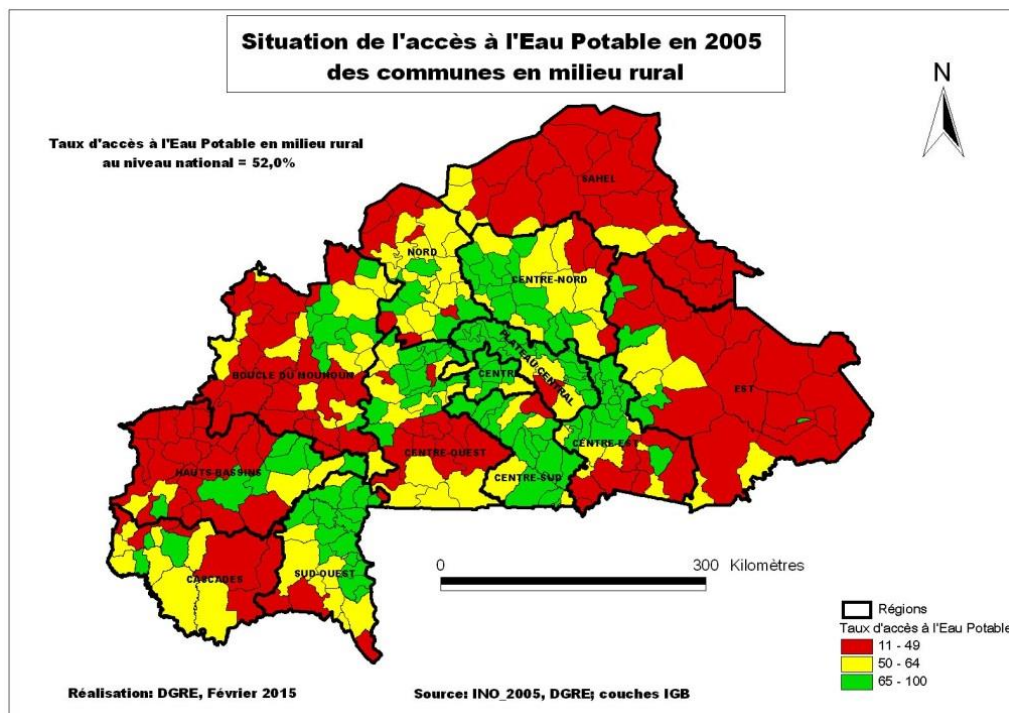 Situation de l'accès à l'Eau Potable en 2005
des communes en milieu rural
N
Taux d'accès à l'Eau Potable en milieu rural
au niveau national = 52,0%
SAHEL
NORD
CENTRE-NORD
PLATEAU-CENTRAL
BOUCLE DU MOUHOUN
CENTRE
EST
CENTRE-EST
CENTRE-OUEST
HAUTS-BASSINS
CENTRE-SUD
CASCADES
SUD-OUEST
0 300 Kilomètres
Régions
Taux d'accès à l'Eau Potable
11 - 49
50 - 64
65 - 100
Réalisation: DGRE, Février 2015
Source: INO_2005, DGRE; couches IGB